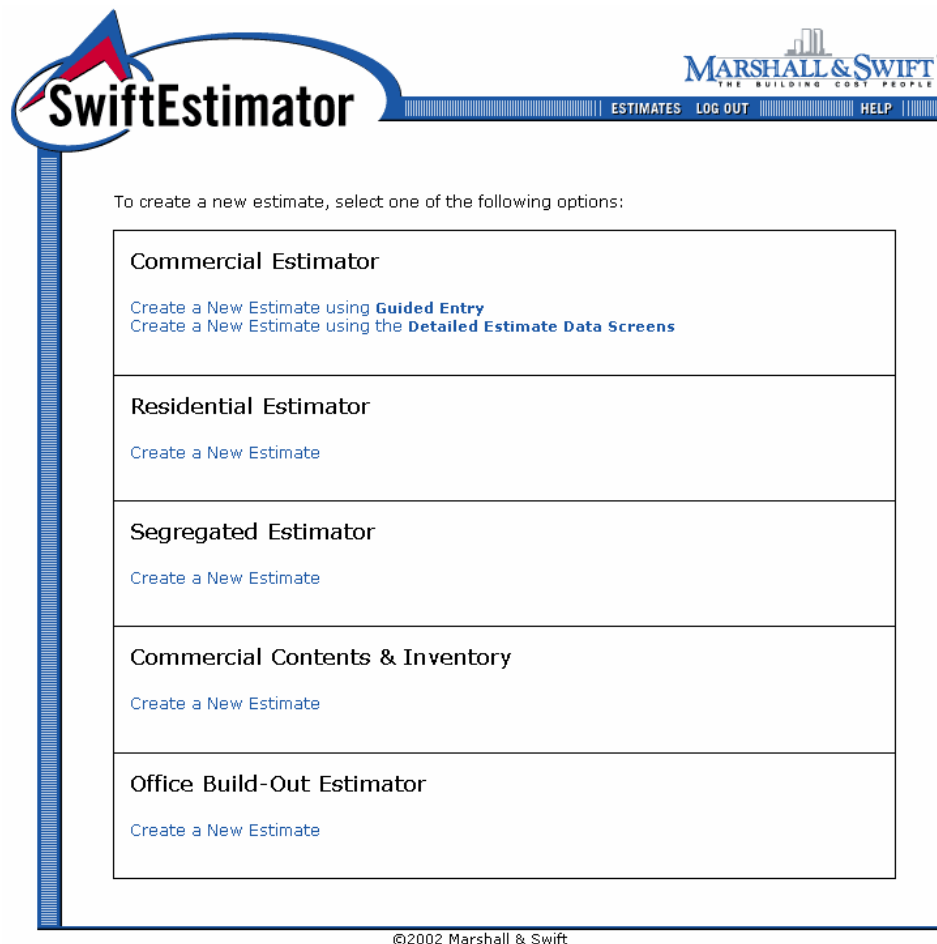 SwiftEstimator
MARSHALL & SWIFT
THE BUILDING COST PEOPLE
ESTIMATES LOG OUT HELP
To create a new estimate, select one of the following options:
Commercial Estimator
Create a New Estimate using Guided Entry
Create a New Estimate using the Detailed Estimate Data Screens
Residential Estimator
Create a New Estimate
Segregated Estimator
Create a New Estimate
Commercial Contents & Inventory
Create a New Estimate
Office Build-Out Estimator
Create a New Estimate
©2002 Marshall & Swift